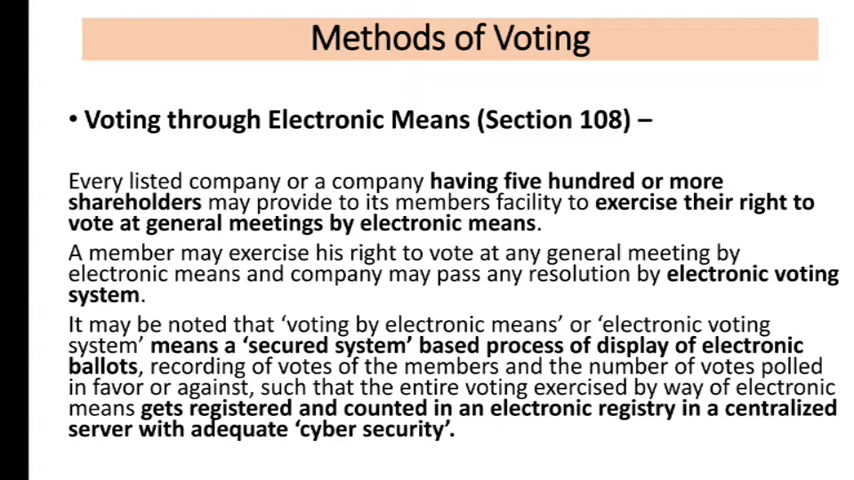 Methods of Voting
• Voting through Electronic Means (Section 108) –
Every listed company or a company having five hundred or more
shareholders may provide to its members facility to exercise their right to
vote at general meetings by electronic means.
A member may exercise his right to vote at any general meeting by
electronic means and company may pass any resolution by electronic voting
system.
It may be noted that ‘voting by electronic means’ or ‘electronic voting
system’ means a ‘secured system’ based process of display of electronic
ballots, recording of votes of the members and the number of votes polled
in favor or against, such that the entire voting exercised by way of electronic
means gets registered and counted in an electronic registry in a centralized
server with adequate ‘cyber security’.